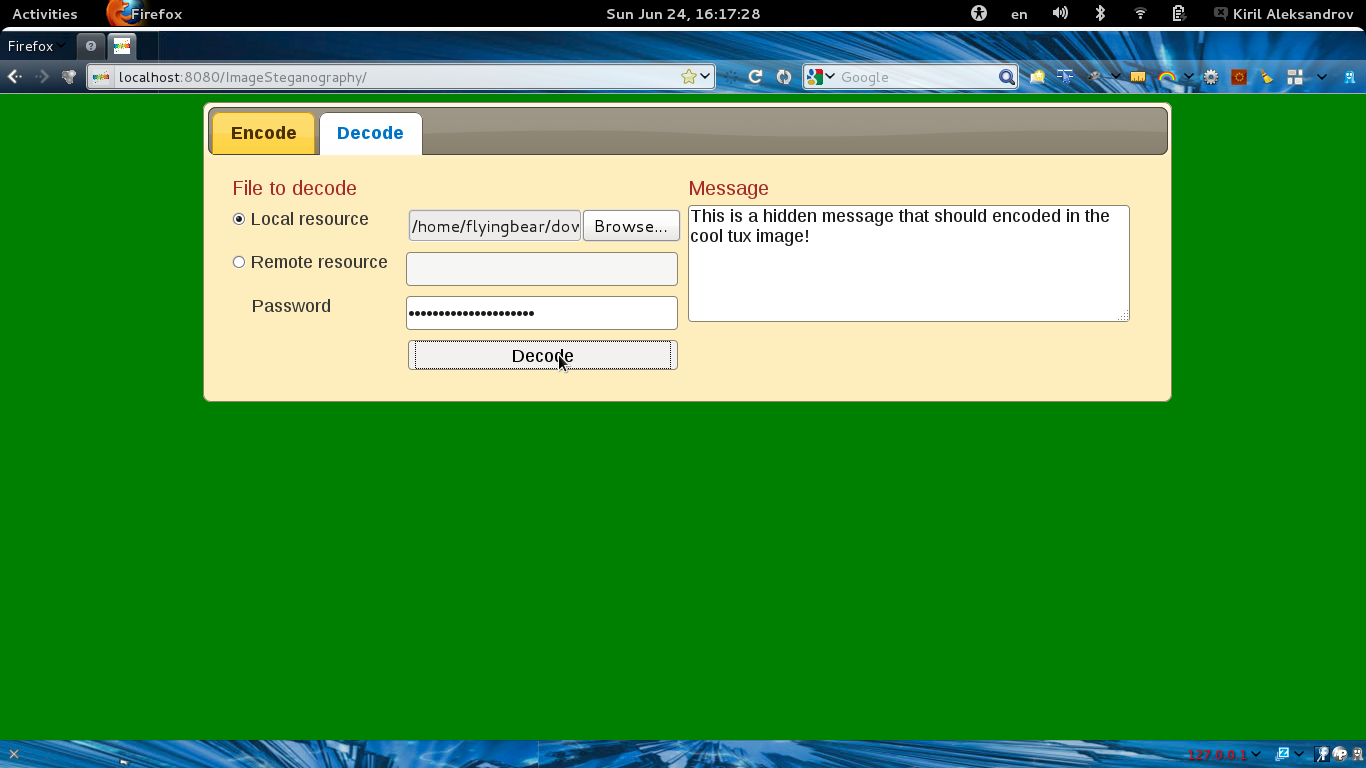 Activities
Firefox
Sun Jun 24, 16:17:28
en
Kiril Aleksandrov
Firefox
localhost:8080/ImageSteganography/
Google
Encode
Decode
File to decode
Local resource
/home/flyingbear/dov
Browse...
Remote resource
Password
•••••••••••••••••••••
Decode
Message
This is a hidden message that should encoded in the
cool tux image!
127.0.0.1